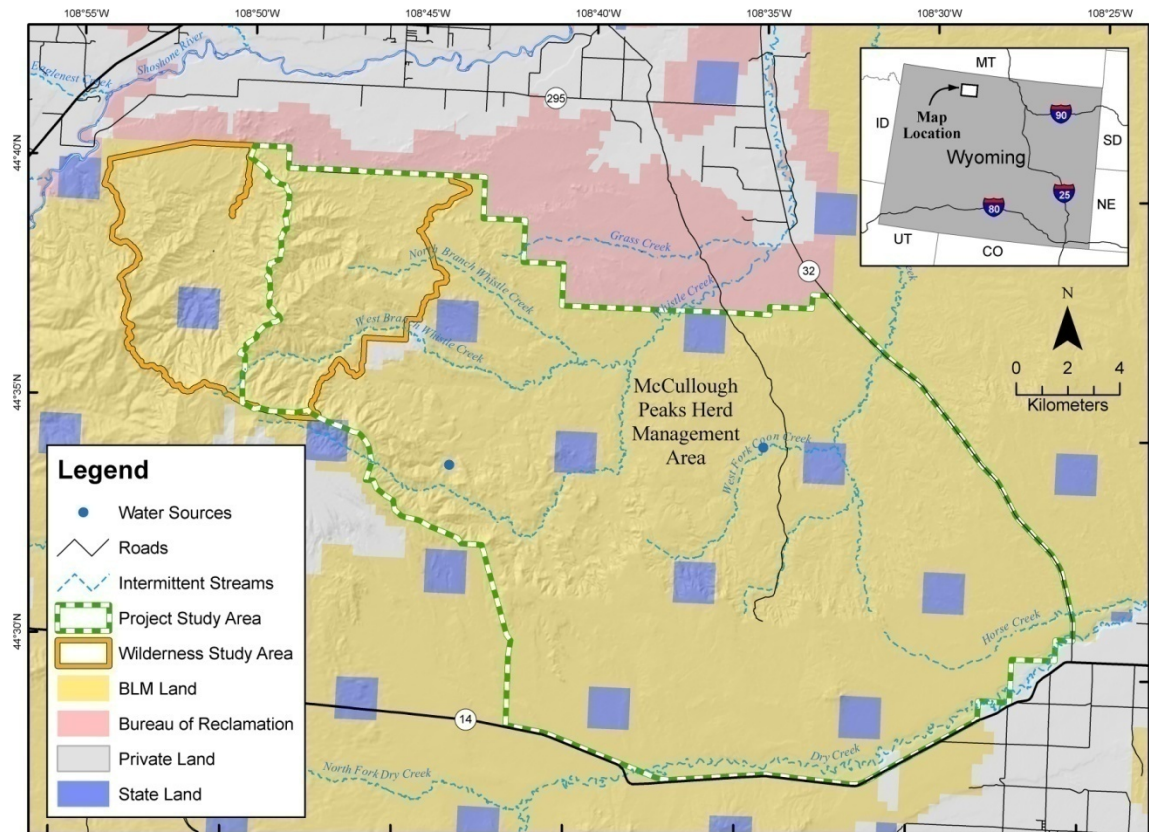 108°55'W
108°50'W
108°45'W
108°40'W
108°35'W
108°30'W
108°25'W
44°40'N
44°35'N
44°30'N
Eaglenest Creek
Shoshone River
295
Grass Creek
North Branch Whistle Creek
Whistle Creek
West Branch Whistle Creek
32
McCullough
Peaks Herd
Management
Area
West Fork Coon Creek
Horse Creek
14
Dry Creek
North Fork Dry Creek
MT
ID
Map
Location
90
SD
Wyoming
25
NE
80
UT
CO
N
0 2 4
Kilometers
Legend
Water Sources
Roads
Intermittent Streams
Project Study Area
Wilderness Study Area
BLM Land
Bureau of Reclamation
Private Land
State Land